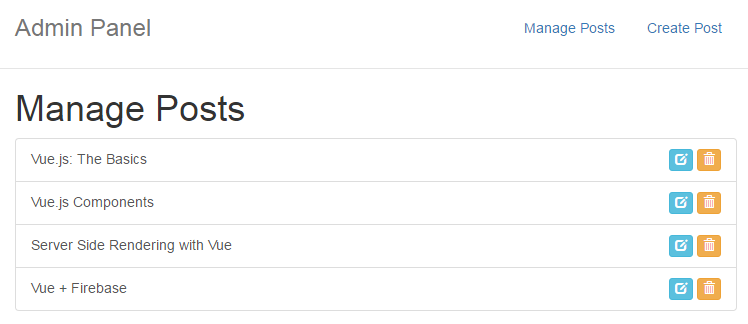 Admin Panel
Manage Posts
Create Post
Manage Posts
Vue.js: The Basics
Vue.js Components
Server Side Rendering with Vue
Vue + Firebase